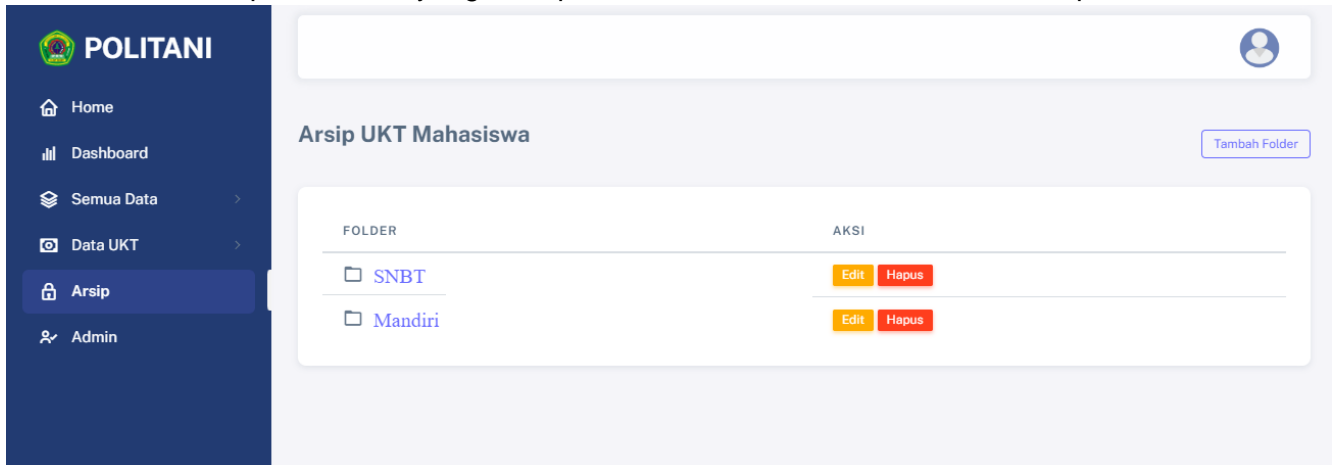 POLITANI
Home
Dashboard
Semua Data
Data UKT
Arsip
Admin
Arsip UKT Mahasiswa
Tambah Folder
FOLDER AKSI
SNBT Edit Hapus
Mandiri Edit Hapus